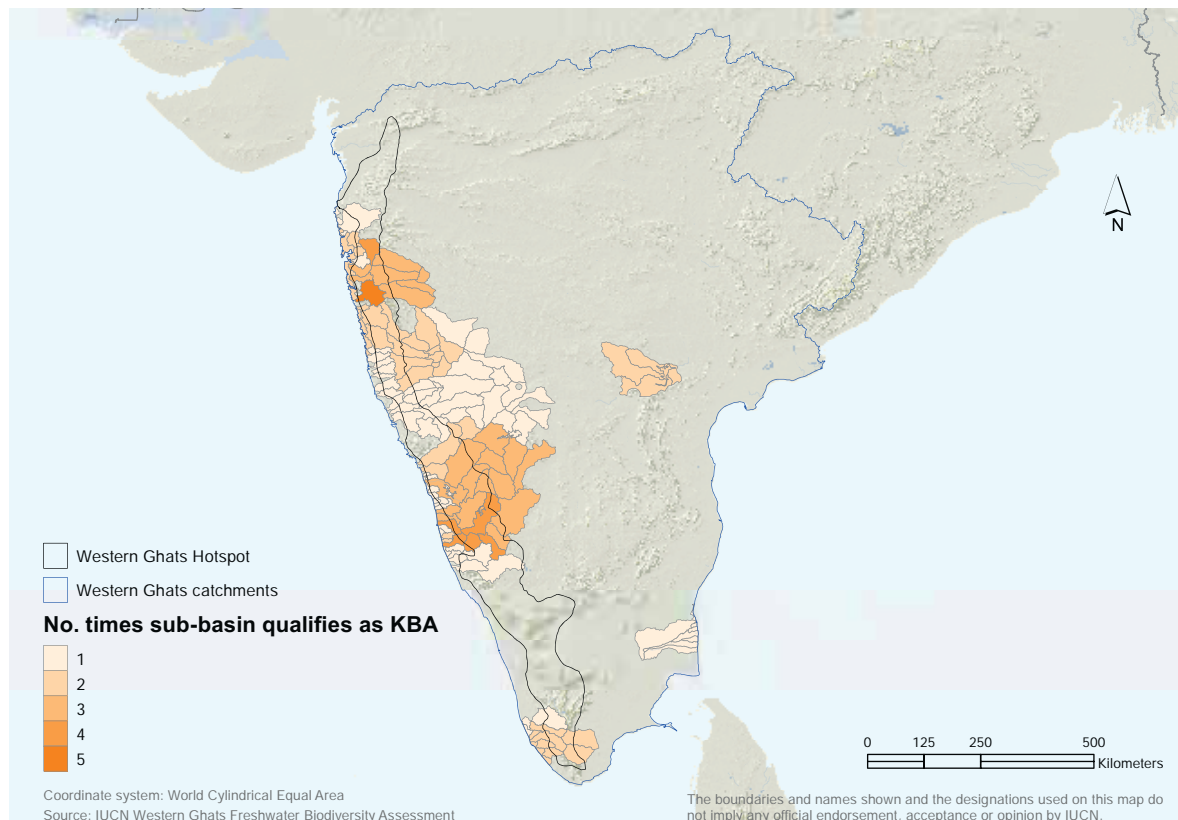 N
Western Ghats Hotspot
Western Ghats catchments
No. times sub-basin qualifies as KBA
1
2
3
4
5
0 125 250 500
Kilometers
Coordinate system: World Cylindrical Equal Area
Source: IUCN Western Ghats Freshwater Biodiversity Assessment
The boundaries and names shown and the designations used on this map do
not imply any official endorsement, acceptance or opinion by IUCN.